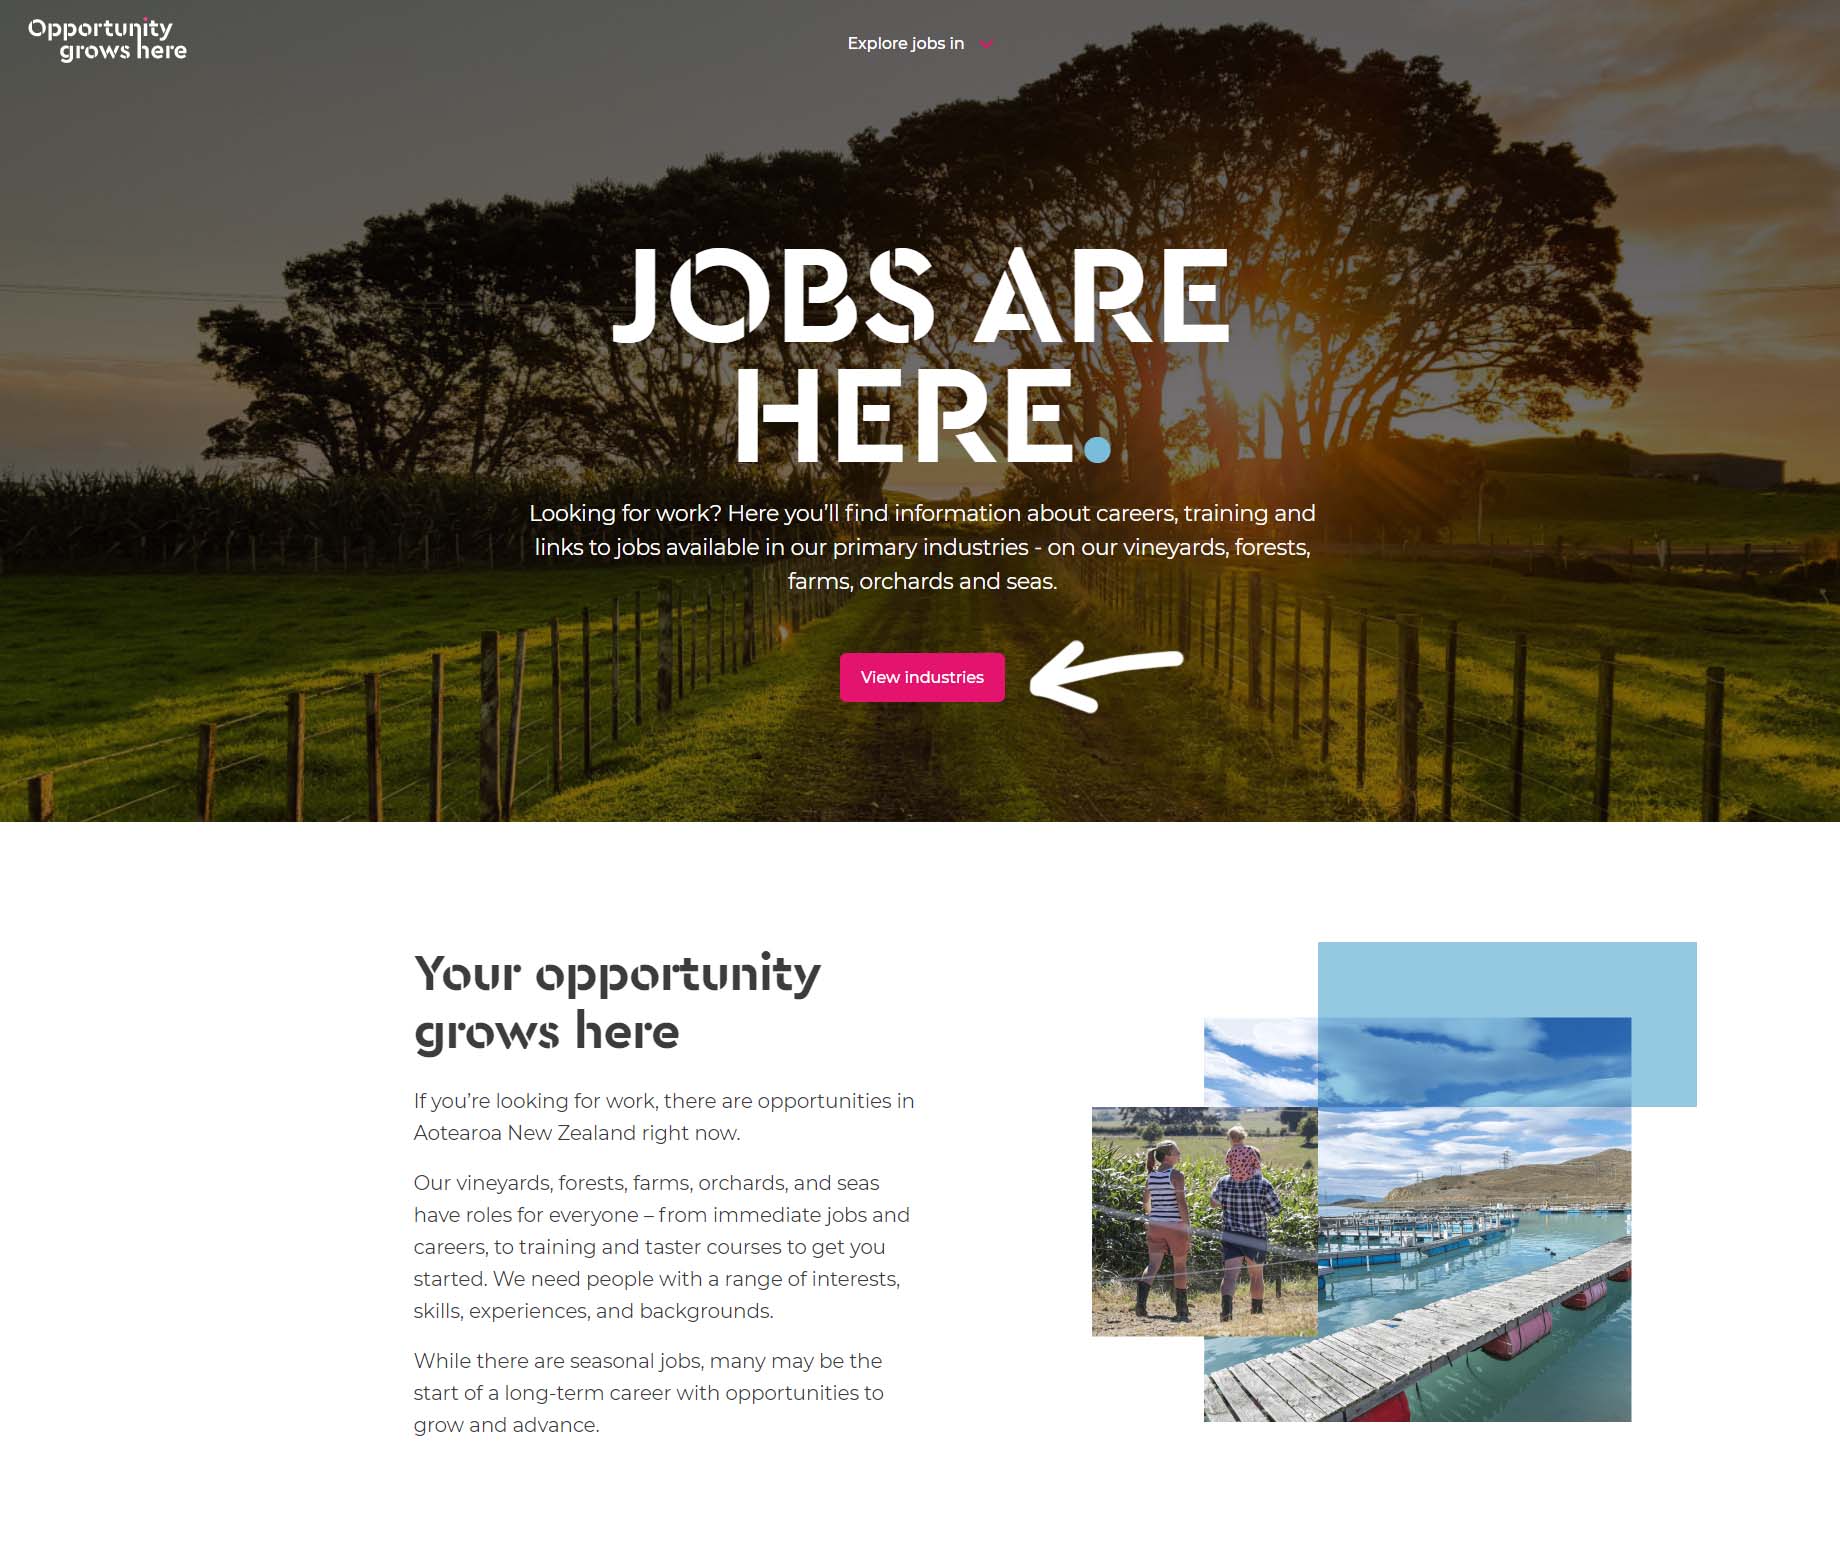 Opportunity
grows here
Explore jobs in
JOBS ARE
HERE.
Looking for work? Here you'll find information about careers, training and
links to jobs available in our primary industries - on our vineyards, forests,
farms, orchards and seas.
View industries
Your opportunity
grows here
If you’re looking for work, there are opportunities in
Aotearoa New Zealand right now.
Our vineyards, forests, farms, orchards, and seas
have roles for everyone – from immediate jobs and
careers, to training and taster courses to get you
started. We need people with a range of interests,
skills, experiences, and backgrounds.
While there are seasonal jobs, many may be the
start of a long-term career with opportunities to
grow and advance.